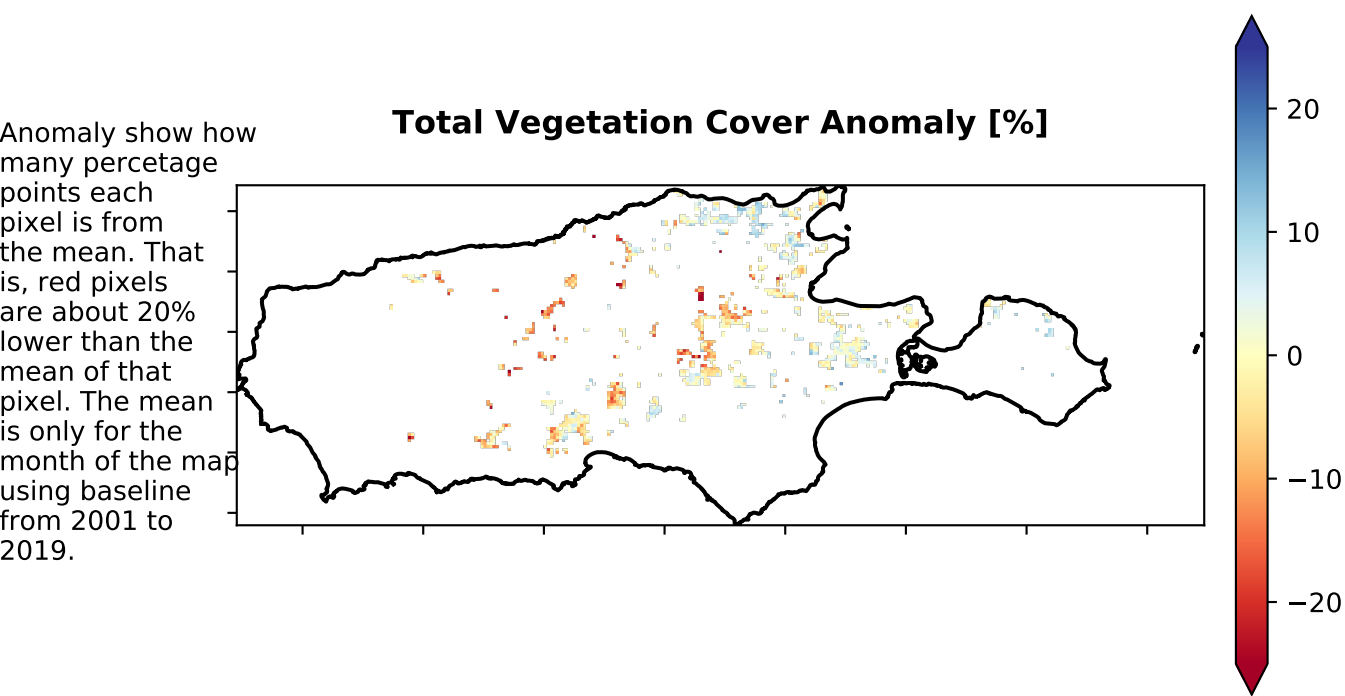 Total Vegetation Cover Anomaly [%]
Anomaly show how
many percetage
points each
pixel is from
the mean. That
is, red pixels
are about 20%
lower than the
mean of that
pixel. The mean
is only for the
month of the map
using baseline
from 2001 to
2019.
20
10
0
−10
−20